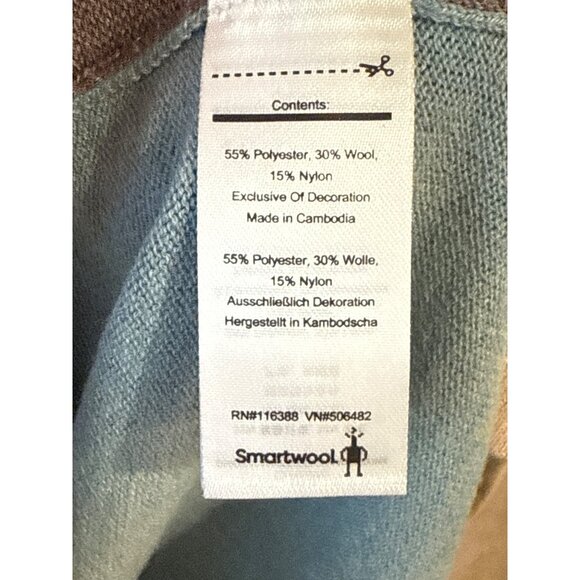 Contents:
55% Polyester, 30% Wool,
15% Nylon
Exclusive Of Decoration
Made in Cambodia
55% Polyester, 30% Wolle,
15% Nylon
Ausschließlich Dekoration
Hergestellt in Kambodscha
RN#116388 VN#506482
Smartwool